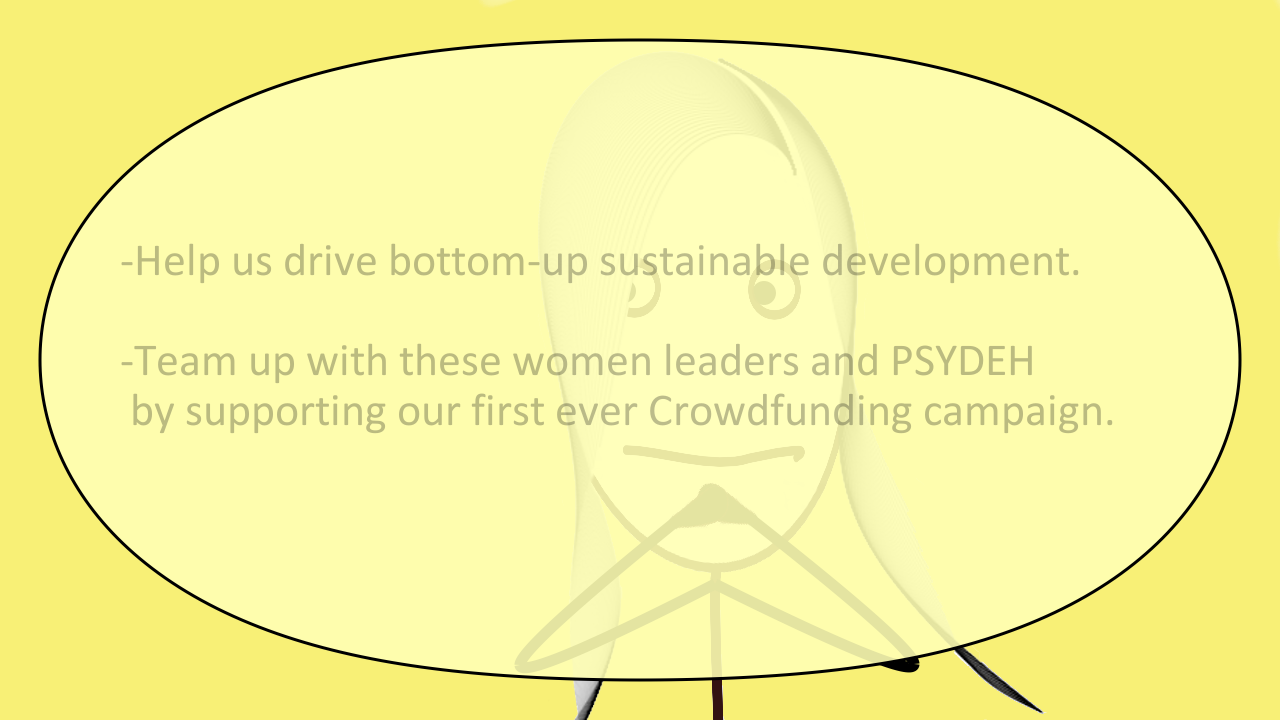 -Help us drive bottom-up sustainable development.
-Team up with these women leaders and PSYDEH
by supporting our first ever Crowdfunding campaign.